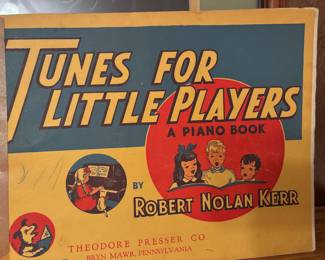 TUNES FOR
LITTLE PLAYERS
A PIANO BOOK
BY
ROBERT NOLAN KERR
THEODORE PRESSER CO.
BRYN MAWR, PENNSYLVANIA